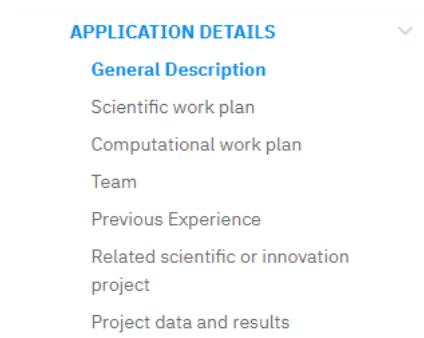 APPLICATION DETAILS
General Description
Scientific work plan
Computational work plan
Team
Previous Experience
Related scientific or innovation
project
Project data and results